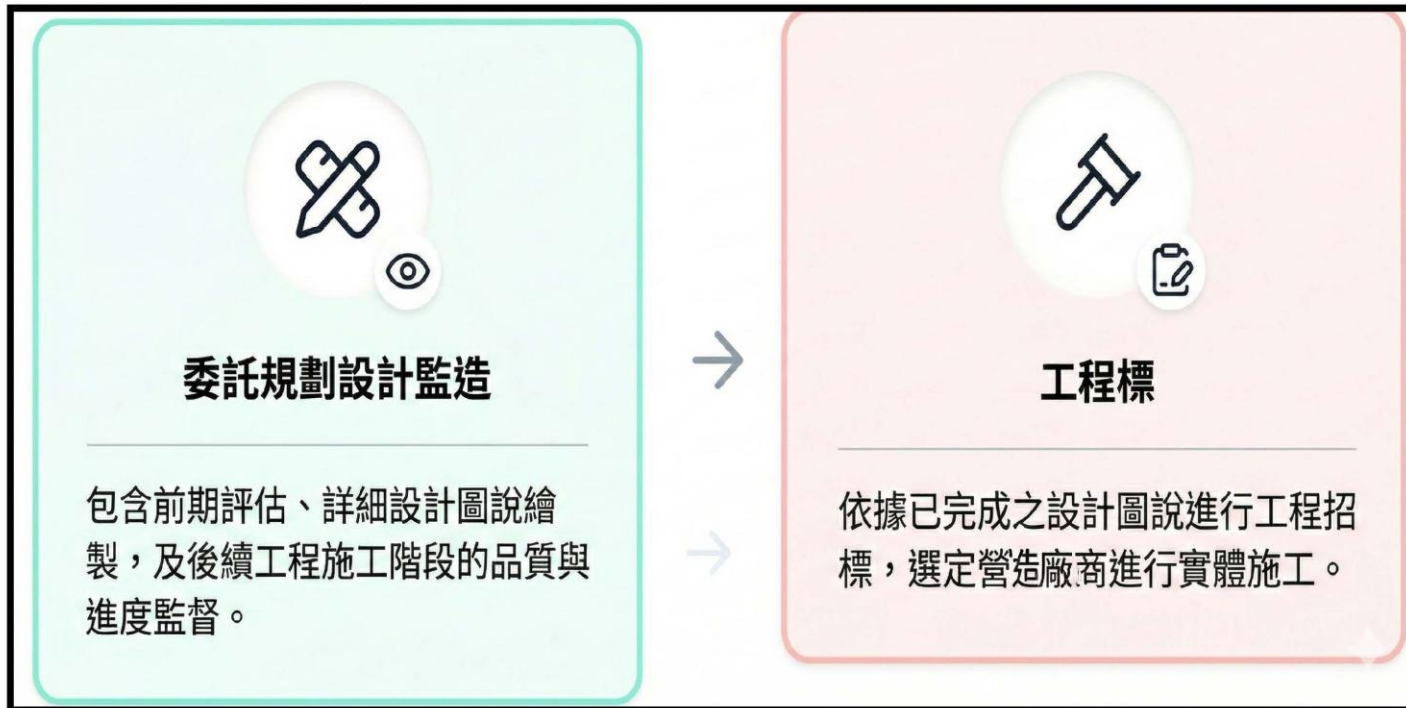 委託規劃設計監造
包含前期評估、詳細設計圖說繪
製，及後續工程施工階段的品質與
進度監督。
工程標
依據已完成之設計圖說進行工程招
標，選定營造廠商進行實體施工。